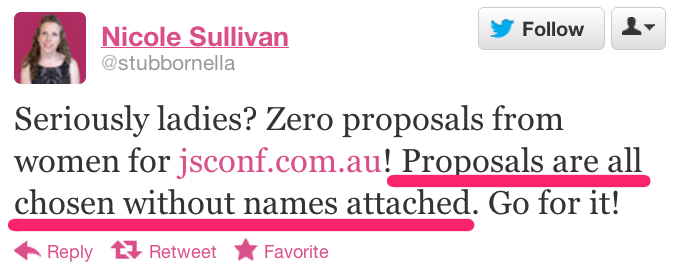 Nicole Sullivan
@stubbornella
Follow
Seriously ladies? Zero proposals from
women for jsconf.com.au! Proposals are all
chosen without names attached. Go for it!
Reply Retweet Favorite